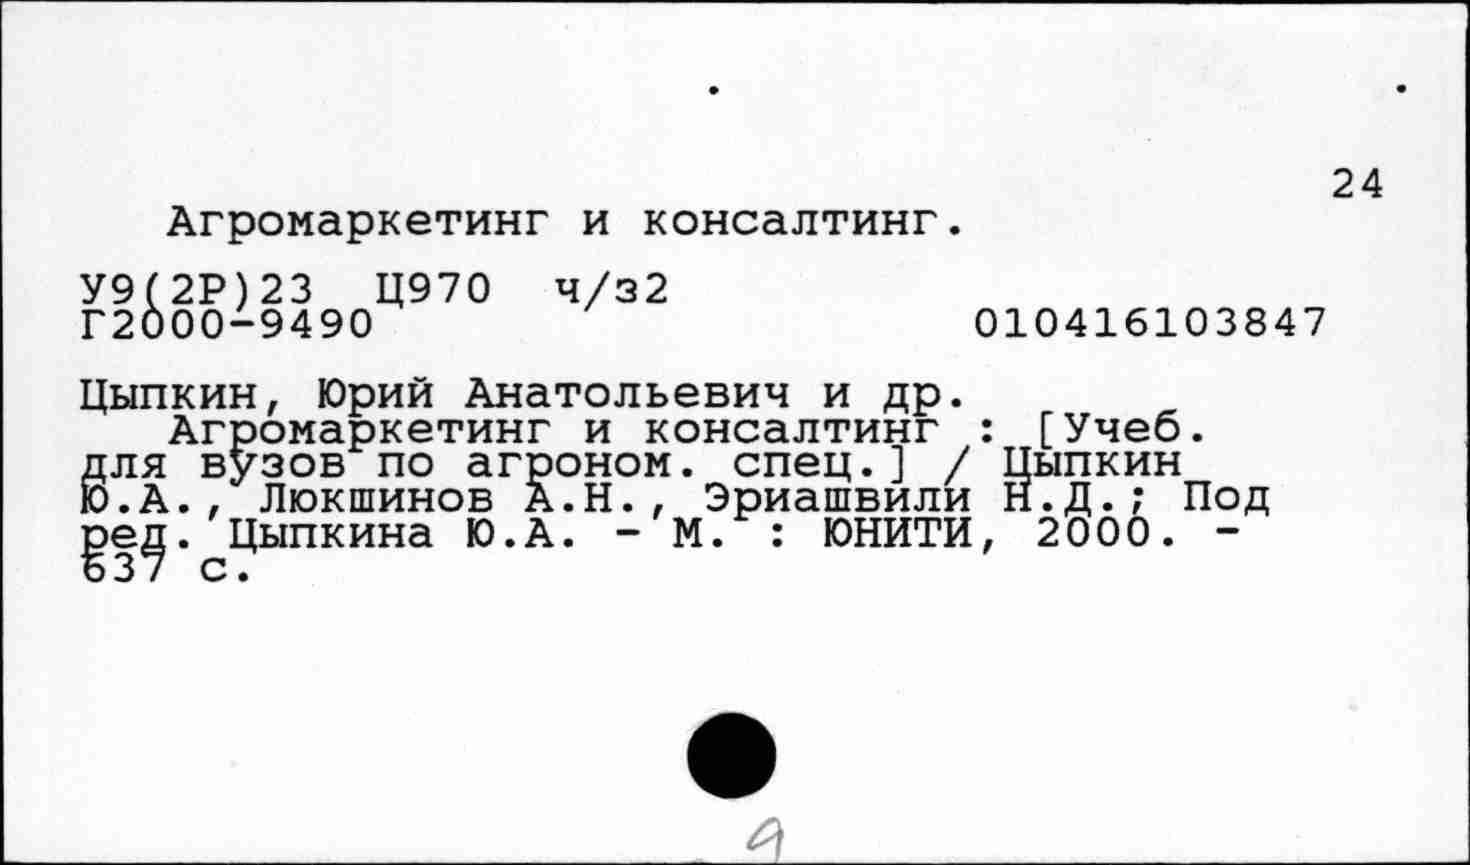 24
Агромаркетинг и консалтинг.
У9(2Р)23 Ц970 ч/з2
Г2000-9490 010416103847
Цыпкин, Юрий Анатольевич и др.
Агромаркетинг и консалтинг : [Учеб.
для вузов по агроном. спец.] / Цыпкин
Ю.А., Люкшинов А.Н., Эриашвили Н.Д.; Под
ред. Цыпкина Ю.А. - М. : ЮНИТИ, 2000. -
637 с.